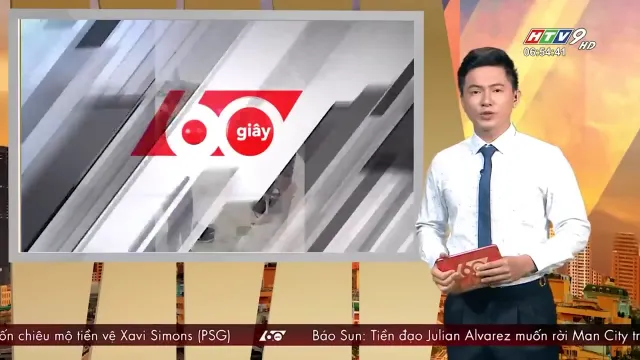 HTV9 HD
06:54:41
60 giây
60
ốn chiêu mộ tiền vệ Xavi Simons (PSG) 60 Báo Sun: Tiền đạo Julian Alvarez muốn rời Man City tr